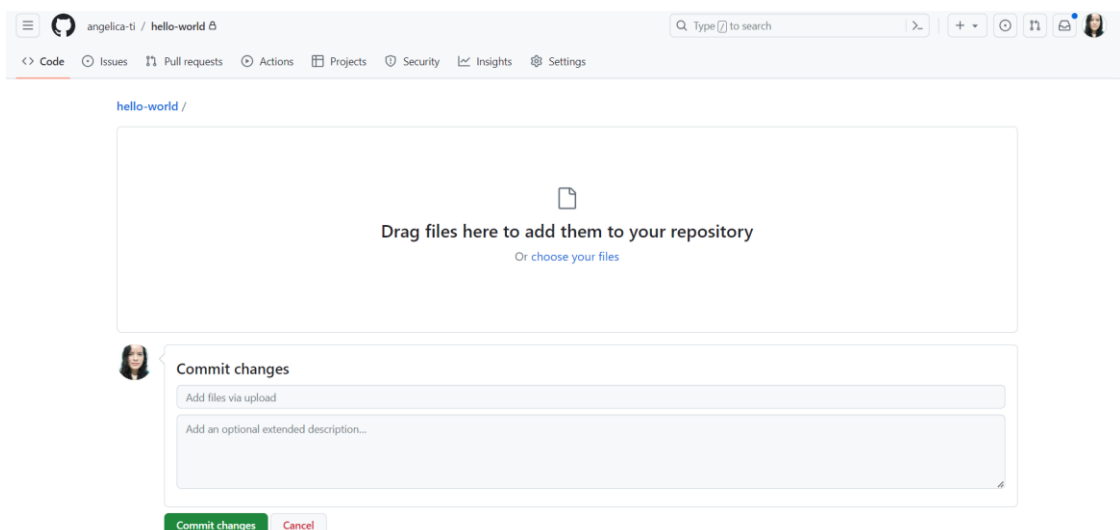 angelica-ti / hello-world
Type / to search
Code Issues Pull requests Actions Projects Security Insights Settings
hello-world /
Drag files here to add them to your repository
Or choose your files
Commit changes
Add files via upload
Add an optional extended description...
Commit changes Cancel